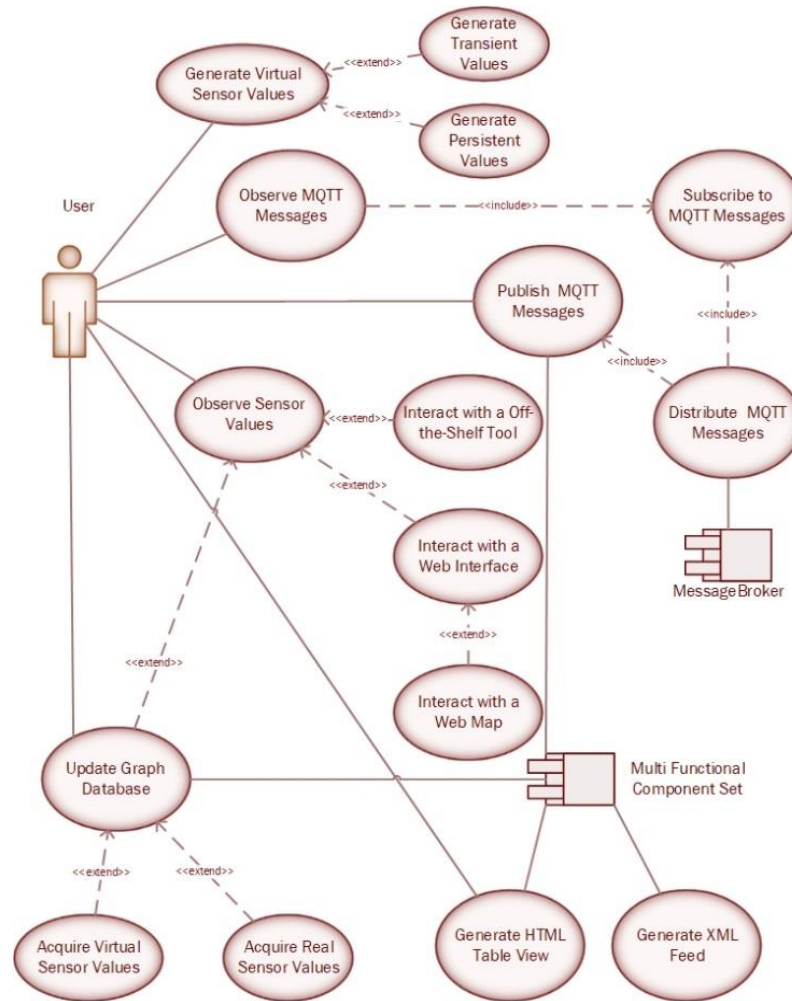 Generate
Transient
Values
<<extend>>
Generate Virtual
Sensor Values
<<extend>>
Generate
Persistent
Values
User
Observe MQTT
Messages
<<include>>
Subscribe to
MQTT Messages
Publish MQTT
Messages
<<include>>
<<include>>
Observe Sensor
Values
<<extend>>
Interact with a Off-
the-Shelf Tool
Distribute MQTT
Messages
<<extend>>
Interact with a
Web Interface
MessageBroker
<<extend>>
<<extend>>
Interact with a
Web Map
Update Graph
Database
Multi Functional
Component Set
<<extend>>
<<extend>>
Acquire Virtual
Sensor Values
Acquire Real
Sensor Values
Generate HTML
Table View
Generate XML
Feed